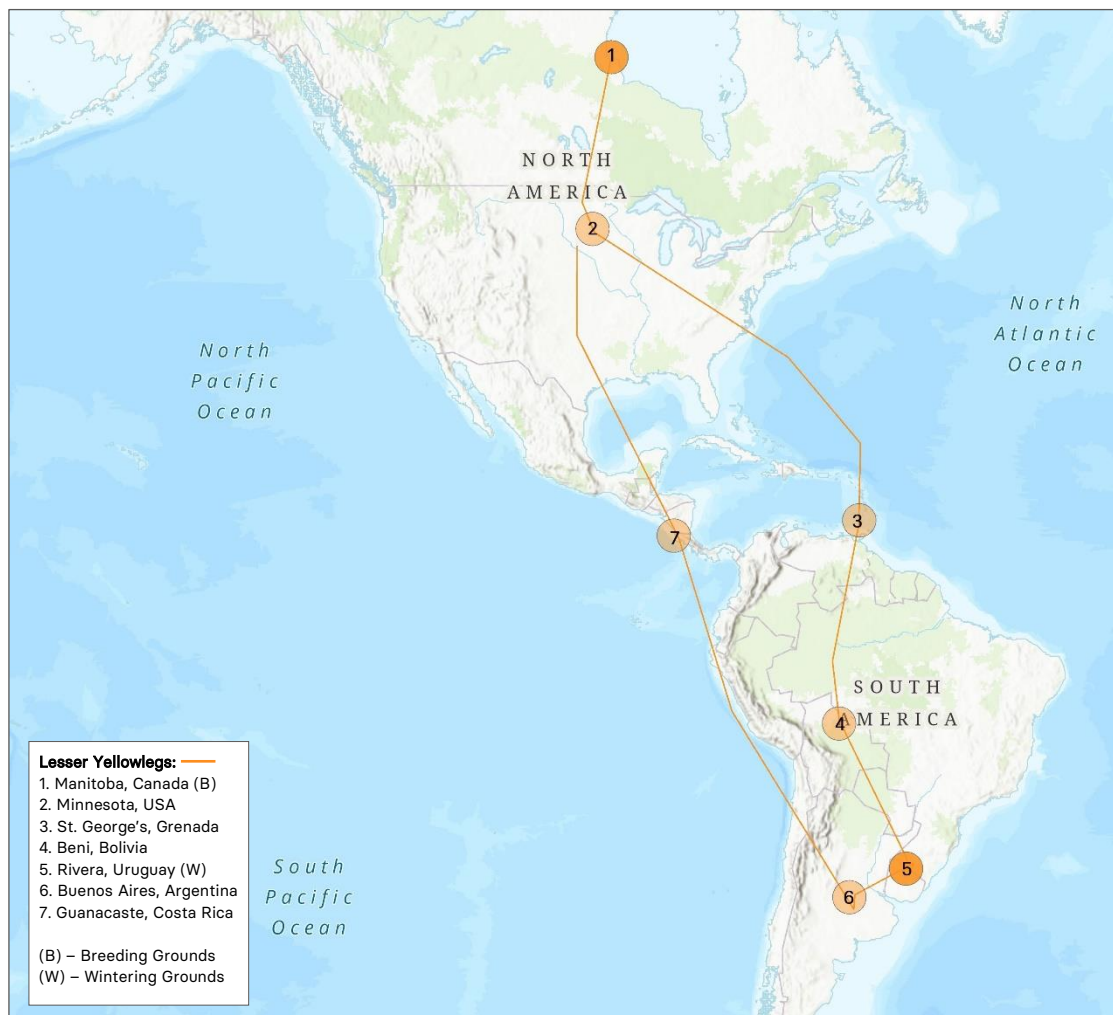 1
NORTH
AMERICA
2
North
Atlantic
Ocean
North
Pacific
Ocean
3
7
SOUTH
AMERICA
4
5
6
South
Pacific
Ocean
Lesser Yellowlegs:
1. Manitoba, Canada (B)
2. Minnesota, USA
3. St. George's, Grenada
4. Beni, Bolivia
5. Rivera, Uruguay (W)
6. Buenos Aires, Argentina
7. Guanacaste, Costa Rica
(B) – Breeding Grounds
(W) – Wintering Grounds